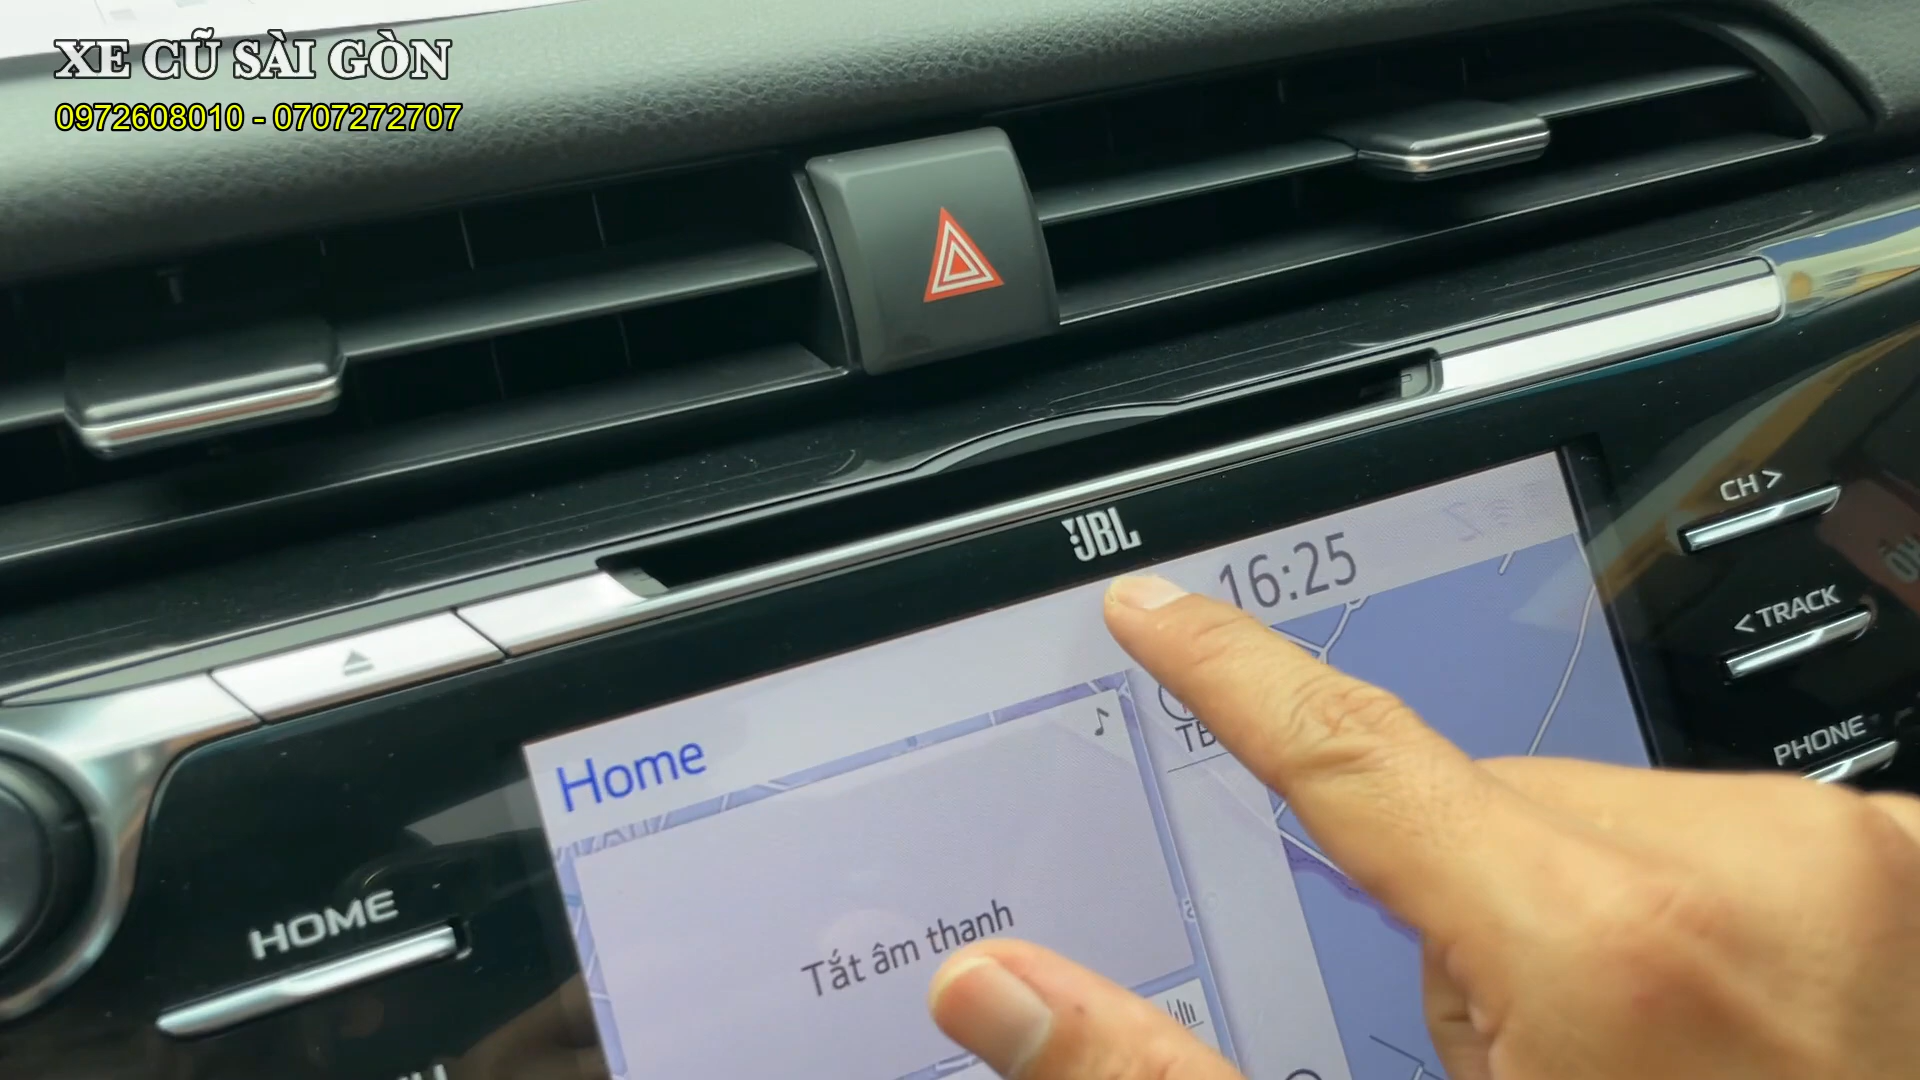 XE CŨ SÀI GÒN
0972608010 - 0707272707
JBL
16:25
CH >
< TRACK
PHONE
Home
HOME
Tắt âm thanh